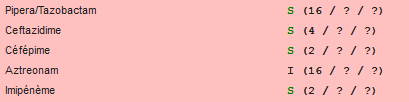 Pipera/Tazobactam S (16 / ? / ?)
Ceftazidime S (4 / ? / ?)
Céfépime S (2 / ? / ?)
Aztreonam I (16 / ? / ?)
Imipénème S (2 / ? / ?)